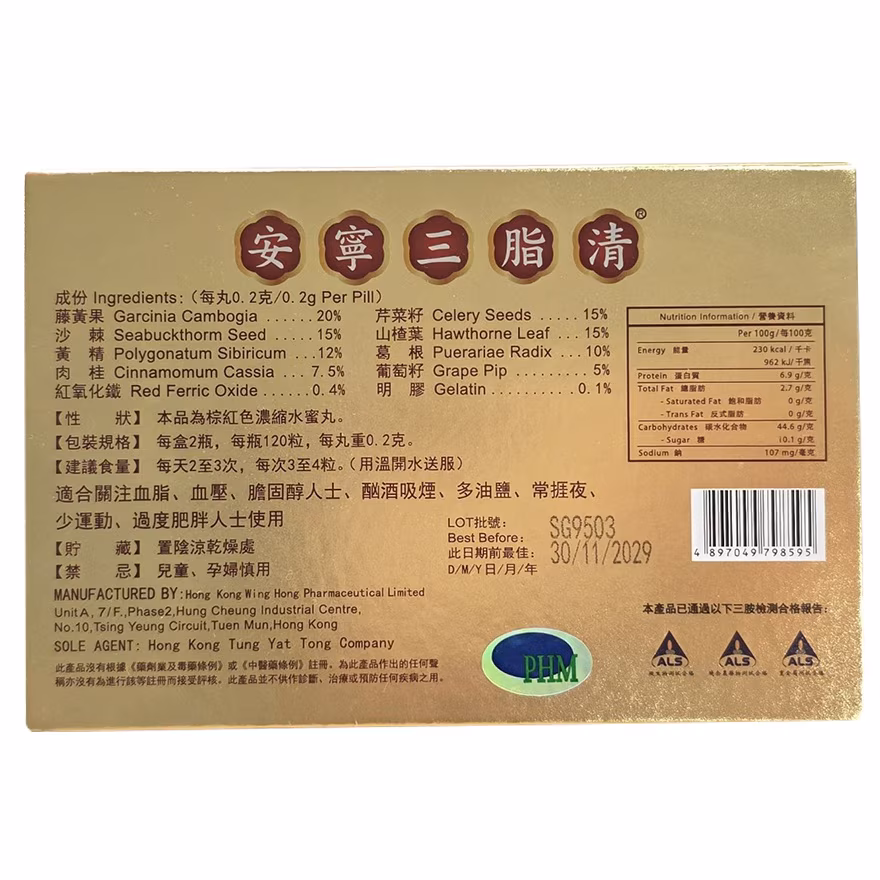 安寧三脂清®
成份 Ingredients:（每丸0.2克/0.2g Per Pill）
藤黃果 Garcinia Cambogia ......20%
沙 棘 Seabuckthorm Seed .....15%
黃 精 Polygonatum Sibiricum ...12%
肉 桂 Cinnamomum Cassia ... 7.5%
紅氧化鐵 Red Ferric Oxide .......0.4%
芹菜籽 Celery Seeds ..... 15%
山楂葉 Hawthorne Leaf ... 15%
葛 根 Puerariae Radix ... 10%
葡萄籽 Grape Pip .......... 5%
明 膠 Gelatin ............. 0.1%
【性 狀】 本品為棕紅色濃縮水蜜丸。
【包裝規格】 每盒2瓶，每瓶120粒，每丸重0.2克。
【建議食量】 每天2至3次，每次3至4粒。（用溫開水送服）
適合關注血脂、血壓、膽固醇人士、酗酒吸煙、多油鹽、常捱夜、
少運動、過度肥胖人士使用
【貯 藏】 置陰涼乾燥處
【禁 忌】 兒童、孕婦慎用
MANUFACTURED BY:Hong Kong Wing Hong Pharmaceutical Limited
UnitA, 7/F.,Phase2,Hung Cheung Industrial Centre,
No.10,Tsing Yeung Circuit,Tuen Mun,Hong Kong
SOLE AGENT: Hong Kong Tung Yat Tong Company
此產品沒有根據《藥劑業及毒藥條例》或《中醫藥條例》註冊。為此產品作出的任何聲
稱亦沒有為進行該等註冊而接受評核。此產品並不供作診斷、治療或預防任何疾病之用。
Nutrition Information / 營養資料
Per 100g/每100克
Energy 能量 230 kcal / 千卡
962 kJ/ 千焦
Protein 蛋白質 6.9 g/克
Total Fat 總脂肪 2.7 g/克
- Saturated Fat 飽和脂肪 0 g/克
- Trans Fat 反式脂肪 0 g/克
Carbohydrates 碳水化合物 44.6 g/克
- Sugar 糖 10.1 g/克
Sodium 鈉 107 mg/毫克
LOT批號: SG9503
Best Before:
此日期前最佳: 30/11/2029
D/M/Y日/月/年
4 897049 798595
本產品已通過以下三胺檢測合格報告:
ALS ALS ALS
PHM